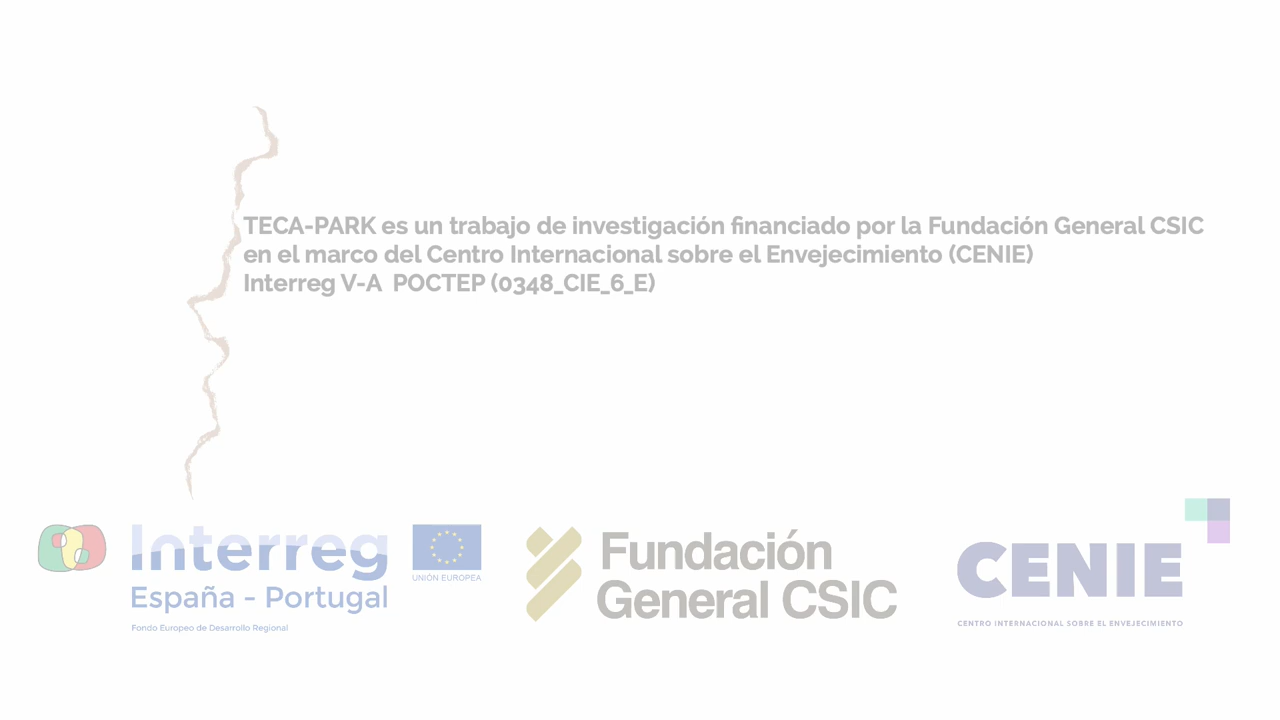 TECA-PARK es un trabajo de investigación financiado por la Fundación General CSIC
en el marco del Centro Internacional sobre el Envejecimiento (CENIE)
Interreg V-A POCTEP (0348_CIE_6_E)
Interreg
España - Portugal
Fondo Europeo de Desarrollo Regional
UNIÓN EUROPEA
Fundación
General CSIC
CENIE
CENTRO INTERNACIONAL SOBRE EL ENVEJECIMIENTO